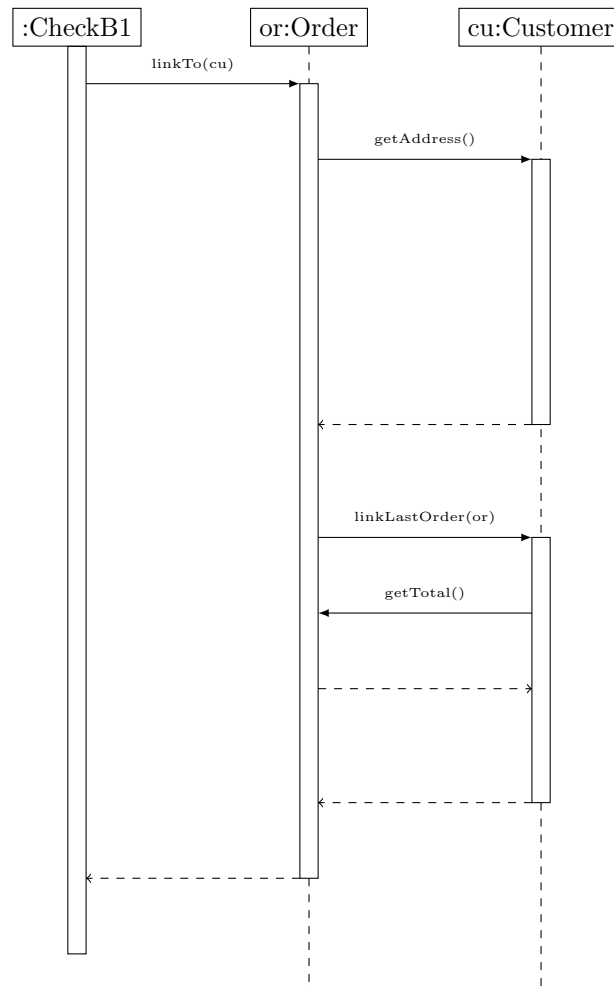 :CheckB1
or:Order
cu:Customer
linkTo(cu)
getAddress()
linkLastOrder(or)
getTotal()